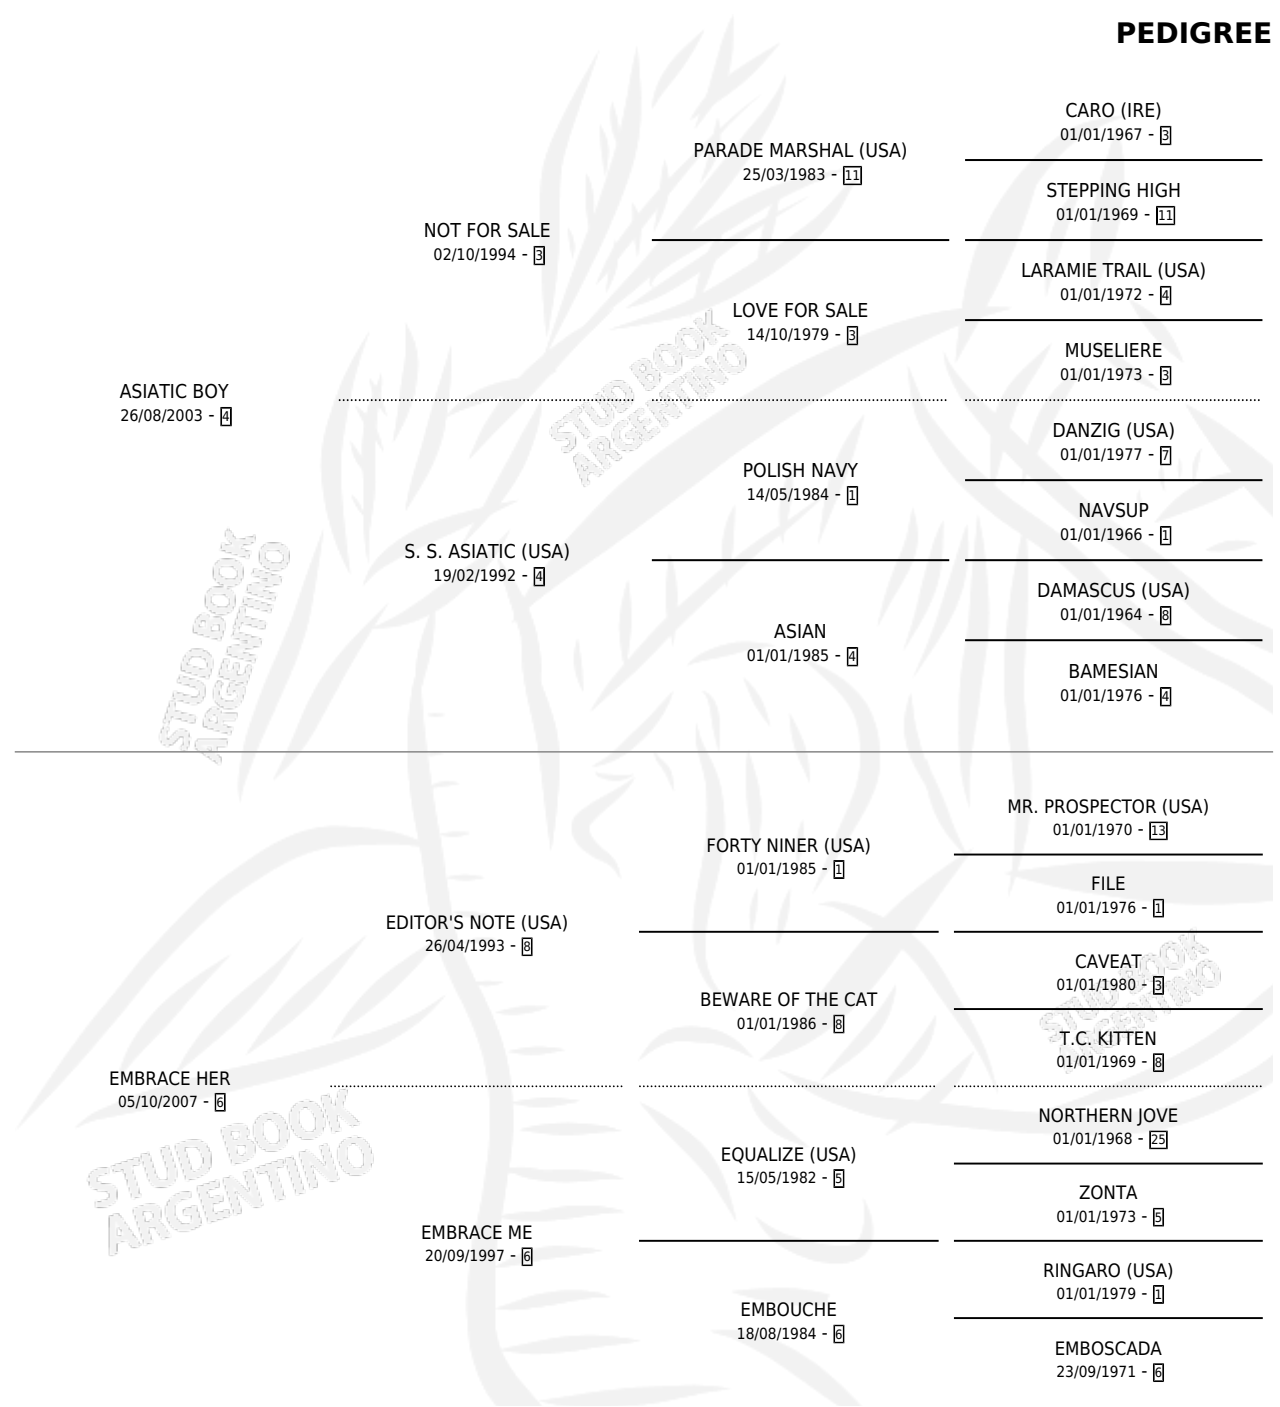 PEDIGREE
CARO (IRE)
01/01/1967 - 3
PARADE MARSHAL (USA)
25/03/1983 - 11
STEPPING HIGH
01/01/1969 - 11
NOT FOR SALE
02/10/1994 - 3
LARAMIE TRAIL (USA)
01/01/1972 - 4
LOVE FOR SALE
14/10/1979 - 3
MUSELIERE
01/01/1973 - 3
ASIATIC BOY
26/08/2003 - 4
DANZIG (USA)
01/01/1977 - 7
POLISH NAVY
14/05/1984 - 1
NAVSUP
01/01/1966 - 1
S. S. ASIATIC (USA)
19/02/1992 - 4
DAMASCUS (USA)
01/01/1964 - 8
ASIAN
01/01/1985 - 4
BAMESIAN
01/01/1976 - 4
MR. PROSPECTOR (USA)
01/01/1970 - 13
FORTY NINER (USA)
01/01/1985 - 1
FILE
01/01/1976 - 1
EDITOR'S NOTE (USA)
26/04/1993 - 8
CAVEAT
01/01/1980 - 3
BEWARE OF THE CAT
01/01/1986 - 8
T.C. KITTEN
01/01/1969 - 8
EMBRACE HER
05/10/2007 - 6
NORTHERN JOVE
01/01/1968 - 25
EQUALIZE (USA)
15/05/1982 - 5
ZONTA
01/01/1973 - 5
EMBRACE ME
20/09/1997 - 6
RINGARO (USA)
01/01/1979 - 1
EMBOUCHE
18/08/1984 - 6
EMBOSCADA
23/09/1971 - 6
STUD BOOK
ARGENTINO
STUD BOOK
ARGENTINO
STUD BOOK
ARGENTINO
STUD BOOK
ARGENTINO